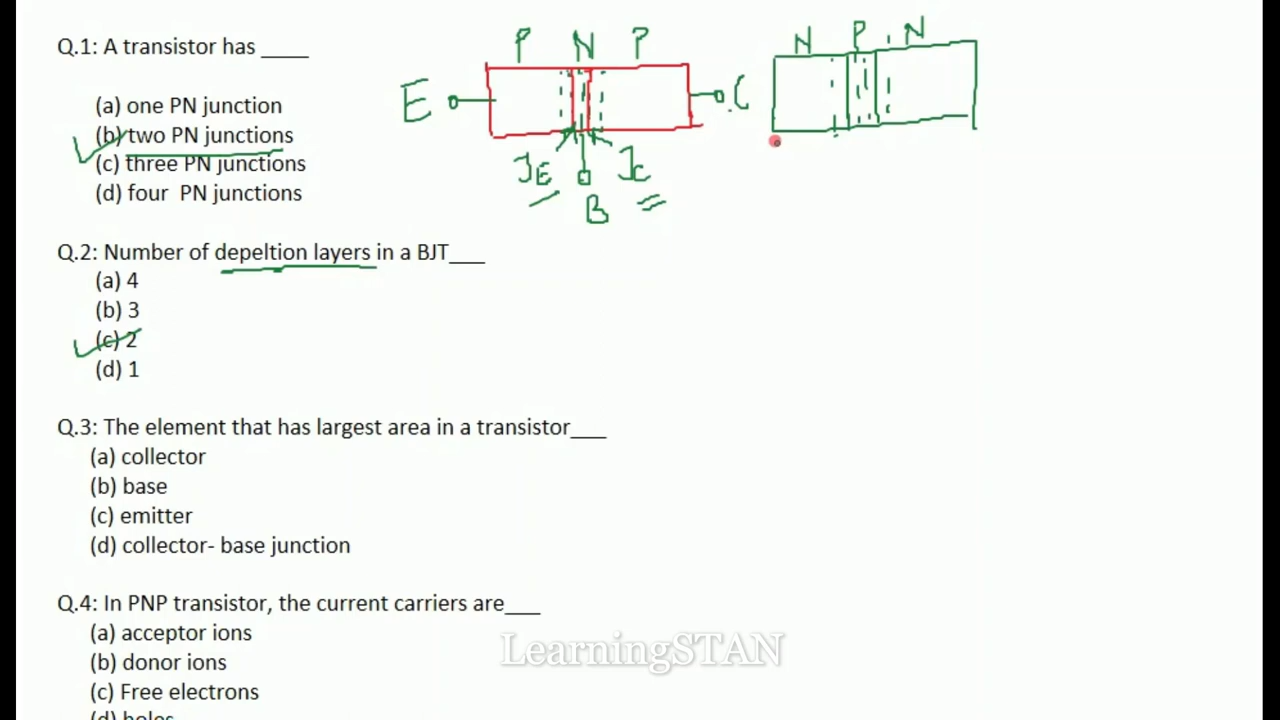 Q.1: A transistor has ____
(a) one PN junction
(b) two PN junctions
(c) three PN junctions
(d) four PN junctions
P N P
E
C
JE
JC
B
N P N
Q.2: Number of depeltion layers in a BJT___
(a) 4
(b) 3
(c) 2
(d) 1
Q.3: The element that has largest area in a transistor___
(a) collector
(b) base
(c) emitter
(d) collector- base junction
Q.4: In PNP transistor, the current carriers are___
(a) acceptor ions
(b) donor ions
(c) Free electrons
(d) holes
LearningSTAN